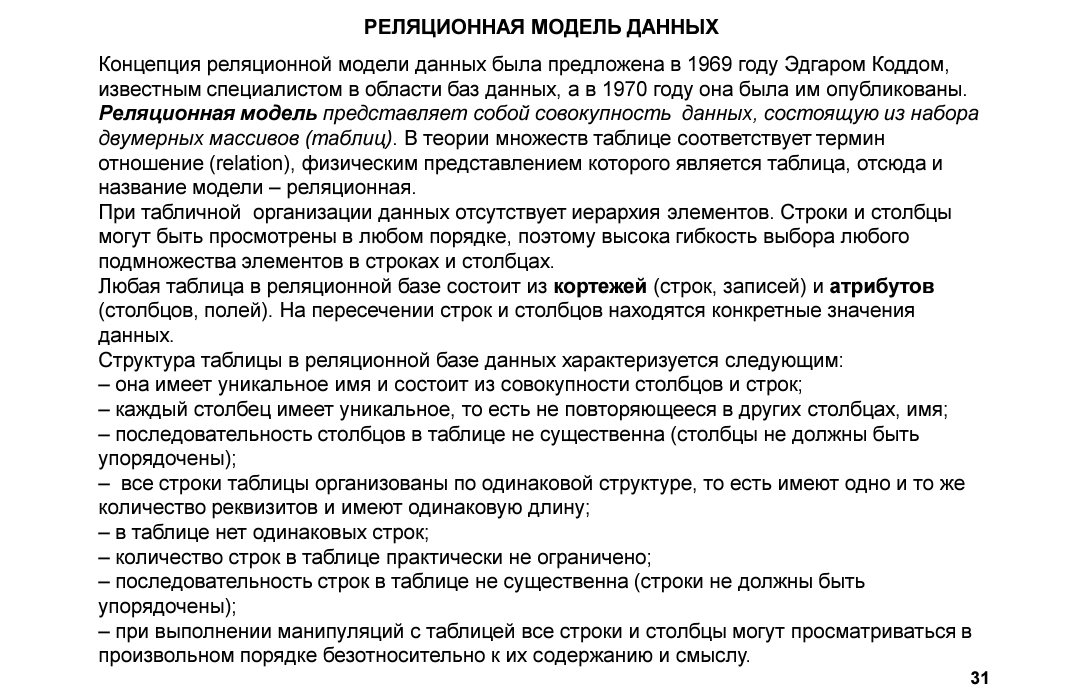 РЕЛЯЦИОННАЯ МОДЕЛЬ ДАННЫХ
Концепция реляционной модели данных была предложена в 1969 году Эдгаром Коддом,
известным специалистом в области баз данных, а в 1970 году она была им опубликованы.
Реляционная модель представляет собой совокупность данных, состоящую из набора
двумерных массивов (таблиц). В теории множеств таблице соответствует термин
отношение (relation), физическим представлением которого является таблица, отсюда и
название модели – реляционная.
При табличной организации данных отсутствует иерархия элементов. Строки и столбцы
могут быть просмотрены в любом порядке, поэтому высока гибкость выбора любого
подмножества элементов в строках и столбцах.
Любая таблица в реляционной базе состоит из кортежей (строк, записей) и атрибутов
(столбцов, полей). На пересечении строк и столбцов находятся конкретные значения
данных.
Структура таблицы в реляционной базе данных характеризуется следующим:
– она имеет уникальное имя и состоит из совокупности столбцов и строк;
– каждый столбец имеет уникальное, то есть не повторяющееся в других столбцах, имя;
– последовательность столбцов в таблице не существенна (столбцы не должны быть
упорядочены);
– все строки таблицы организованы по одинаковой структуре, то есть имеют одно и то же
количество реквизитов и имеют одинаковую длину;
– в таблице нет одинаковых строк;
– количество строк в таблице практически не ограничено;
– последовательность строк в таблице не существенна (строки не должны быть
упорядочены);
– при выполнении манипуляций с таблицей все строки и столбцы могут просматриваться в
произвольном порядке безотносительно к их содержанию и смыслу.
31